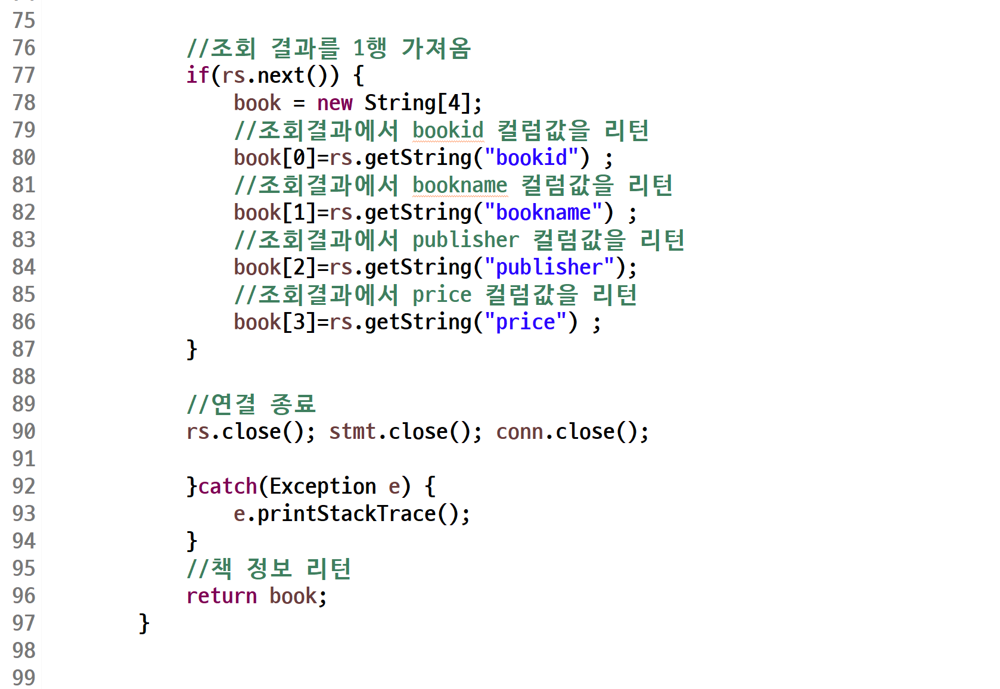 75
76 //조회 결과를 1행 가져옴
77 if(rs.next()) {
78 book = new String[4];
79 //조회결과에서 bookid 컬럼값을 리턴
80 book[0]=rs.getString("bookid") ;
81 //조회결과에서 bookname 컬럼값을 리턴
82 book[1]=rs.getString("bookname") ;
83 //조회결과에서 publisher 컬럼값을 리턴
84 book[2]=rs.getString("publisher");
85 //조회결과에서 price 컬럼값을 리턴
86 book[3]=rs.getString("price") ;
87 }
88
89 //연결 종료
90 rs.close(); stmt.close(); conn.close();
91
92 }catch(Exception e) {
93 e.printStackTrace();
94 }
95 //책 정보 리턴
96 return book;
97 }
98
99